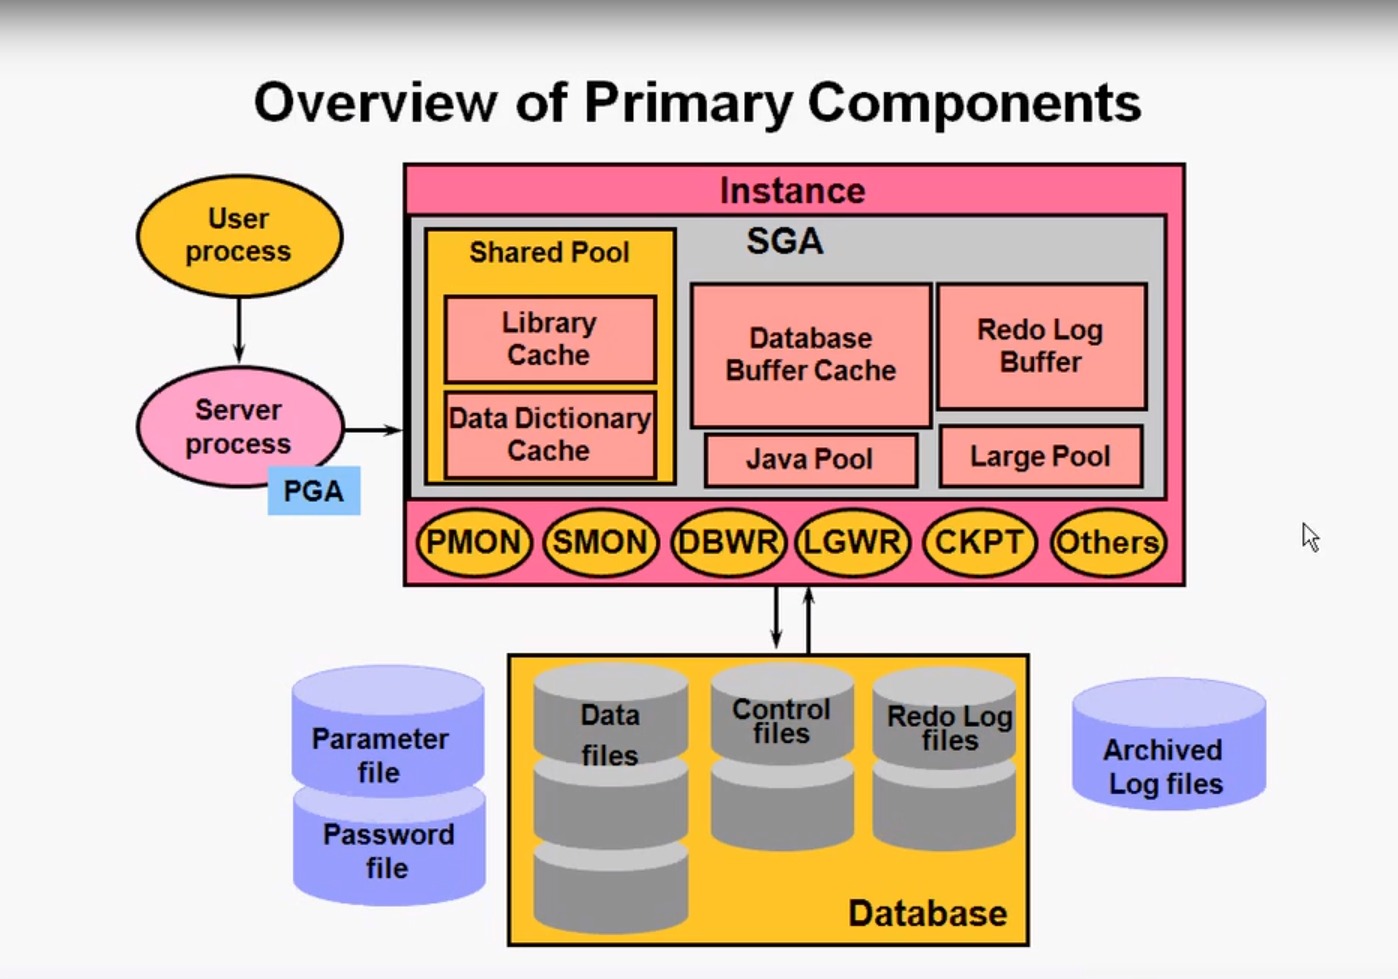 Overview of Primary Components
User
process
Server
process
PGA
Instance
SGA
Shared Pool
Library
Cache
Data Dictionary
Cache
Database
Buffer Cache
Redo Log
Buffer
Java Pool
Large Pool
PMON
SMON
DBWR
LGWR
CKPT
Others
Parameter
file
Password
file
Data
files
Control
files
Redo Log
files
Database
Archived
Log files